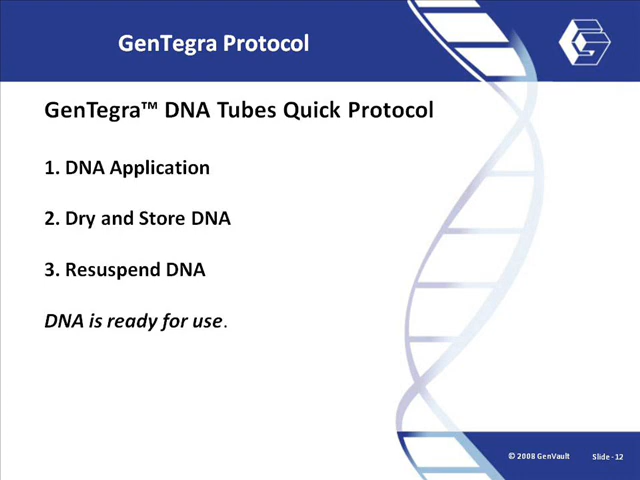 GenTegra Protocol
GenTegra™ DNA Tubes Quick Protocol
1. DNA Application
2. Dry and Store DNA
3. Resuspend DNA
DNA is ready for use.
© 2008 GenVault
Slide - 12